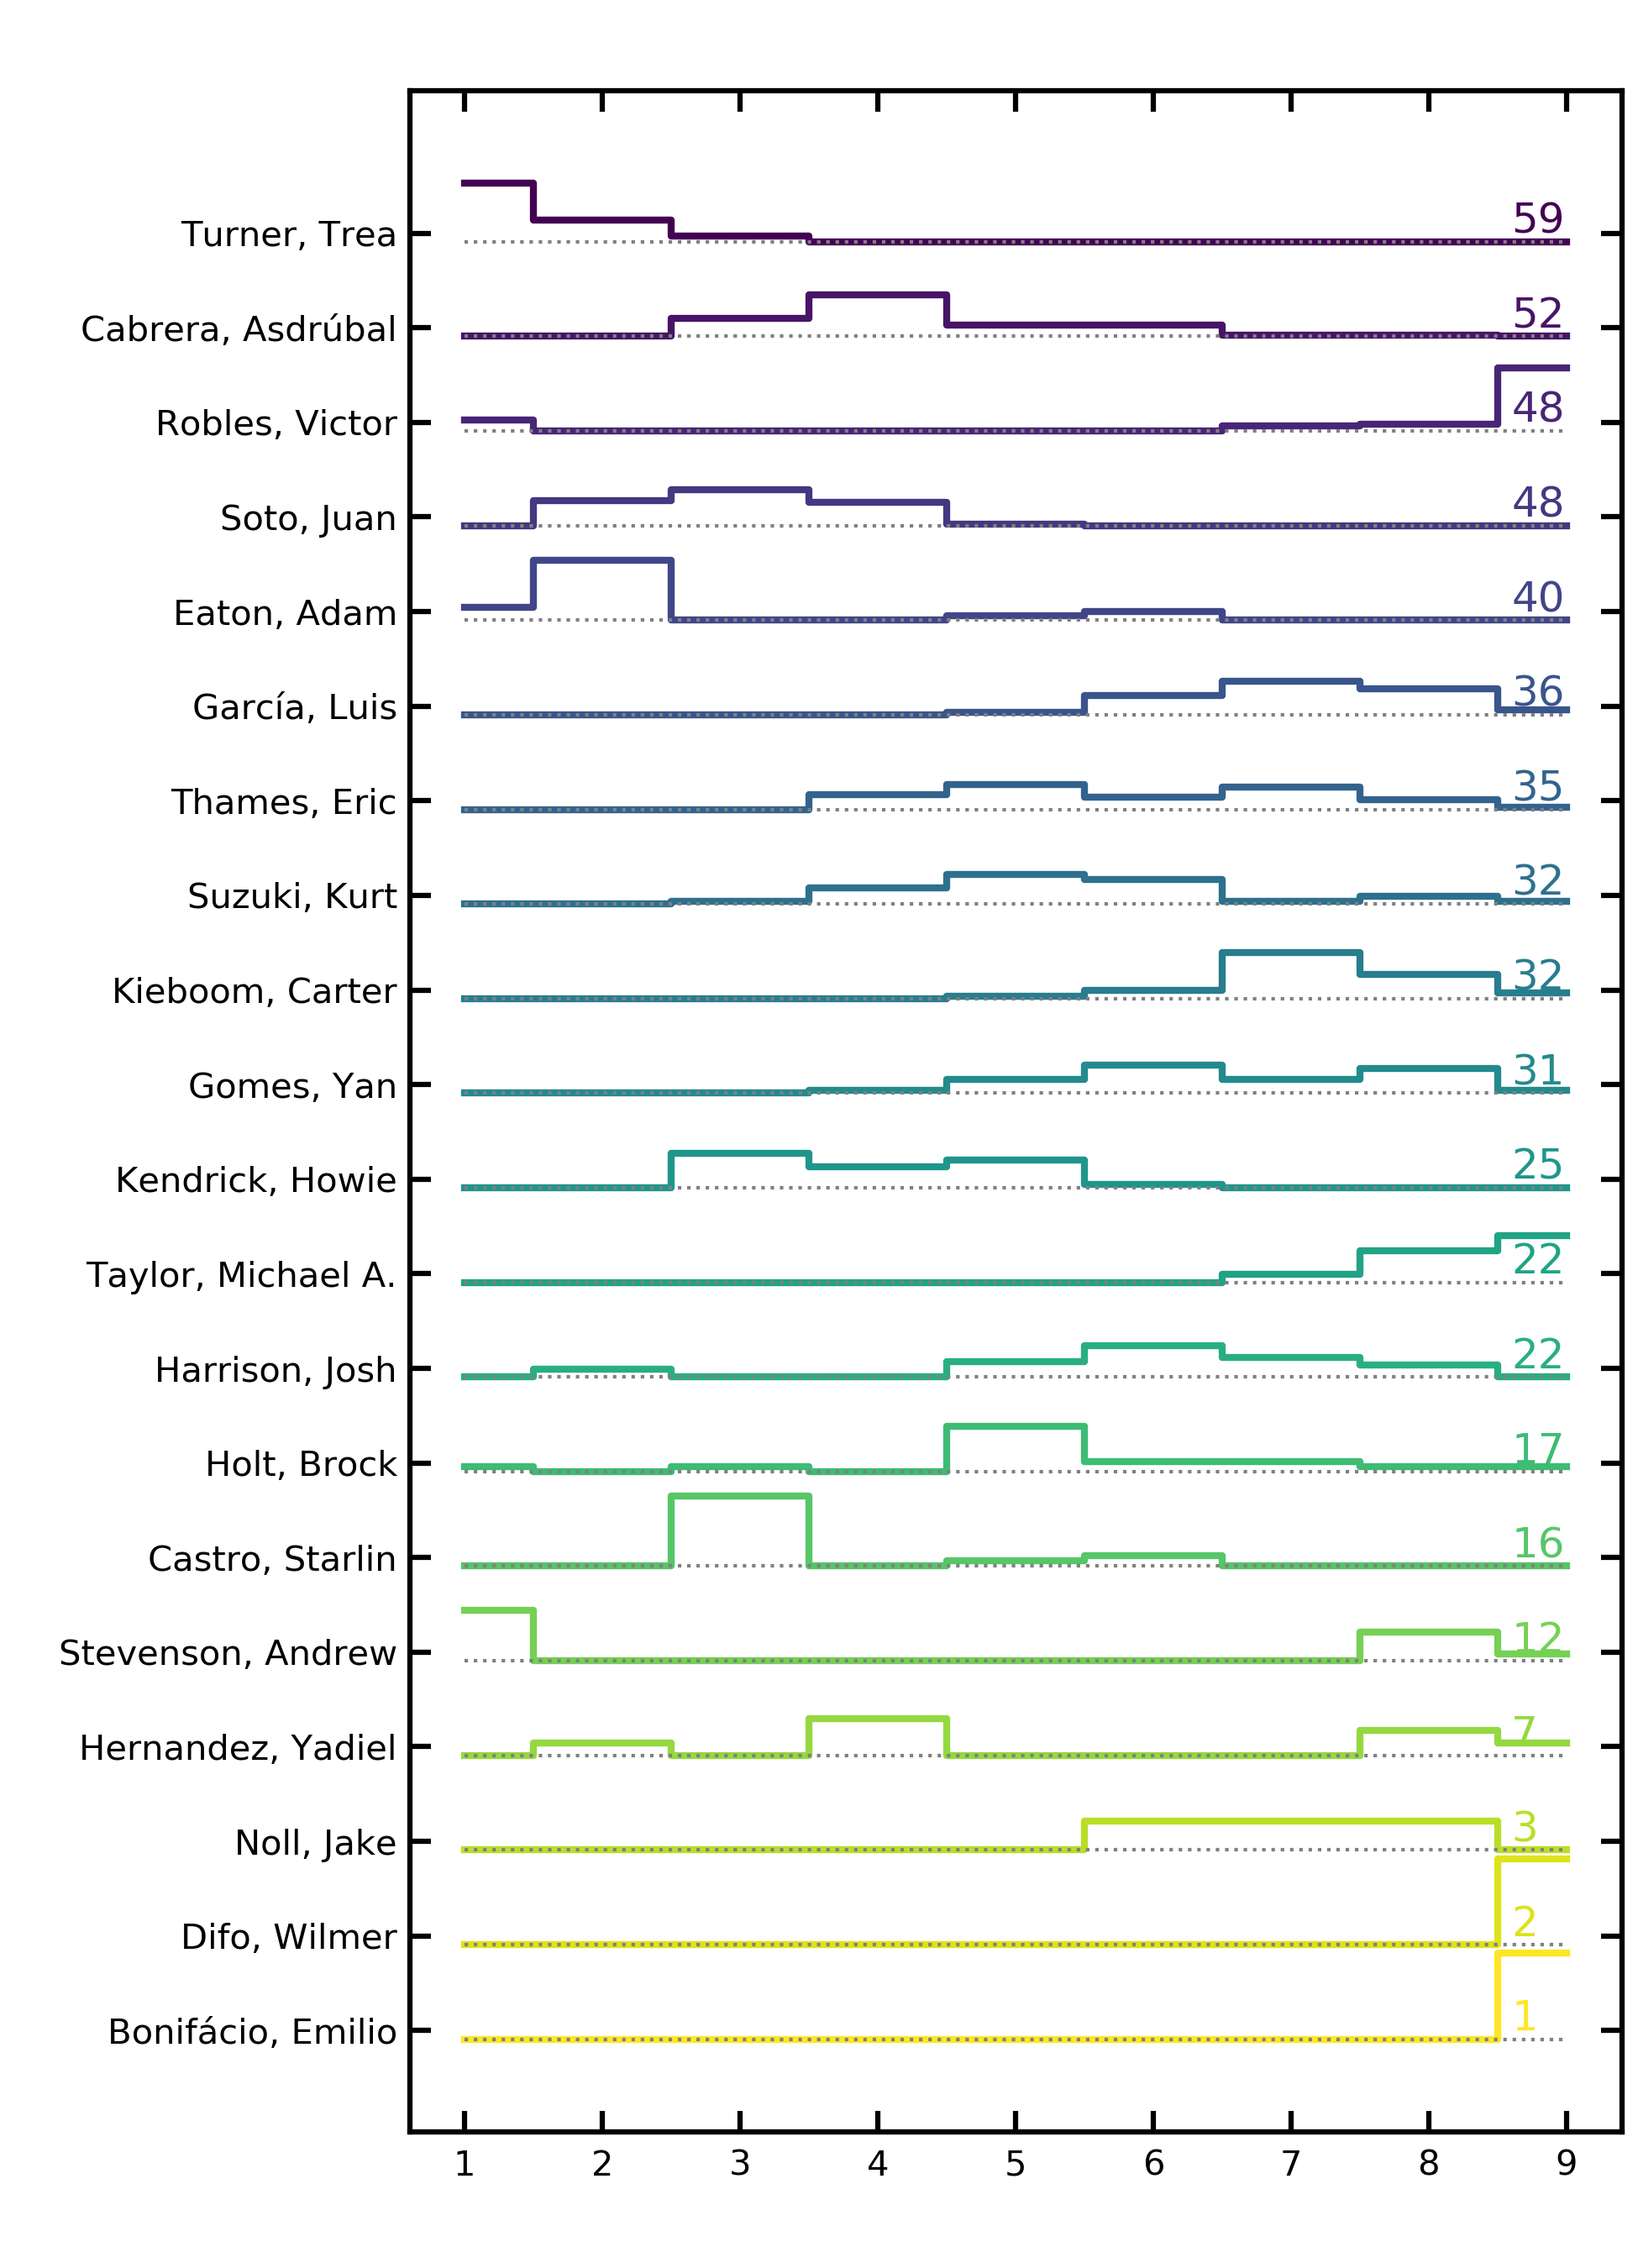 Turner, Trea 59
Cabrera, Asdrúbal 52
Robles, Victor 48
Soto, Juan 48
Eaton, Adam 40
García, Luis 36
Thames, Eric 35
Suzuki, Kurt 32
Kieboom, Carter 32
Gomes, Yan 31
Kendrick, Howie 25
Taylor, Michael A. 22
Harrison, Josh 22
Holt, Brock 17
Castro, Starlin 16
Stevenson, Andrew 12
Hernandez, Yadiel 7
Noll, Jake 3
Difo, Wilmer 2
Bonifácio, Emilio 1
1 2 3 4 5 6 7 8 9